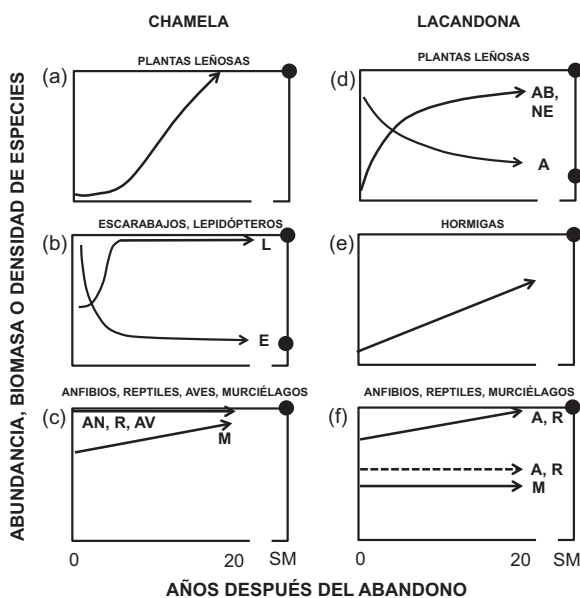 CHAMELA
LACANDONA
ABUNDANCIA, BIOMASA O DENSIDAD DE ESPECIES
(a)
PLANTAS LEÑOSAS
(d)
PLANTAS LEÑOSAS
AB,
NE
A
(b)
ESCARABAJOS, LEPIDÓPTEROS
L
E
(e)
HORMIGAS
(c)
ANFIBIOS, REPTILES, AVES, MURCIÉLAGOS
AN, R, AV
M
(f)
ANFIBIOS, REPTILES, MURCIÉLAGOS
A, R
A, R
M
0 20 SM
0 20 SM
AÑOS DESPUÉS DEL ABANDONO